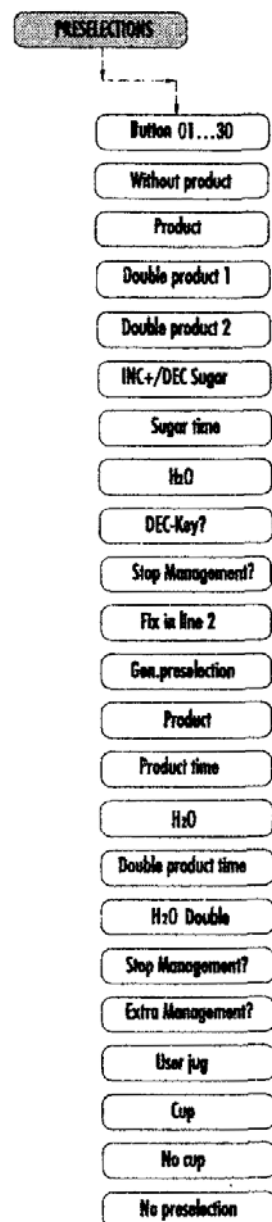 PRESELECTIONS
Button 01...30
Without product
Product
Double product 1
Double product 2
INC+/DEC Sugar
Sugar time
H₂O
DEC-Key?
Stop Management?
Fix in line 2
Gen.preselection
Product
Product time
H₂O
Double product time
H₂O Double
Stop Management?
Extra Management?
User jug
Cup
No cup
No preselection